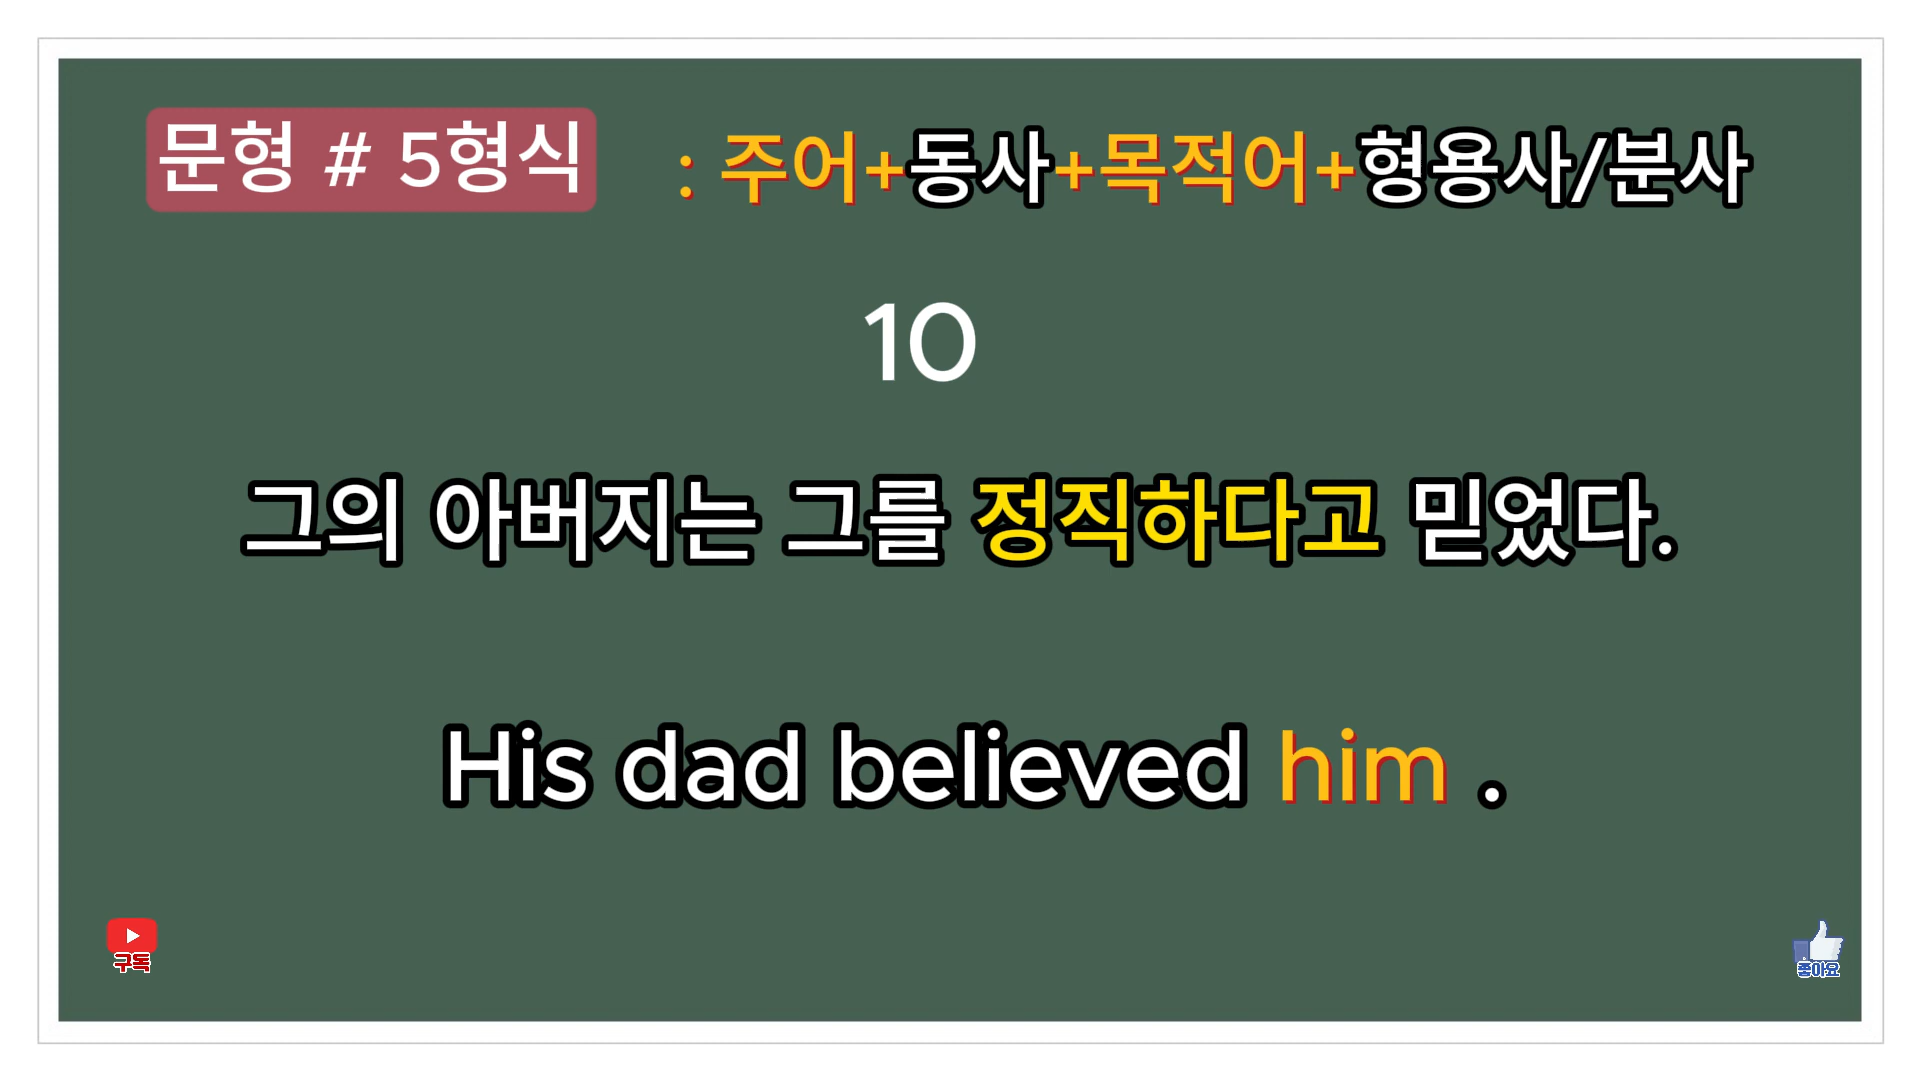 문형 # 5형식 : 주어+동사+목적어+형용사/분사
10
그의 아버지는 그를 정직하다고 믿었다.
His dad believed him .
구독
좋아요